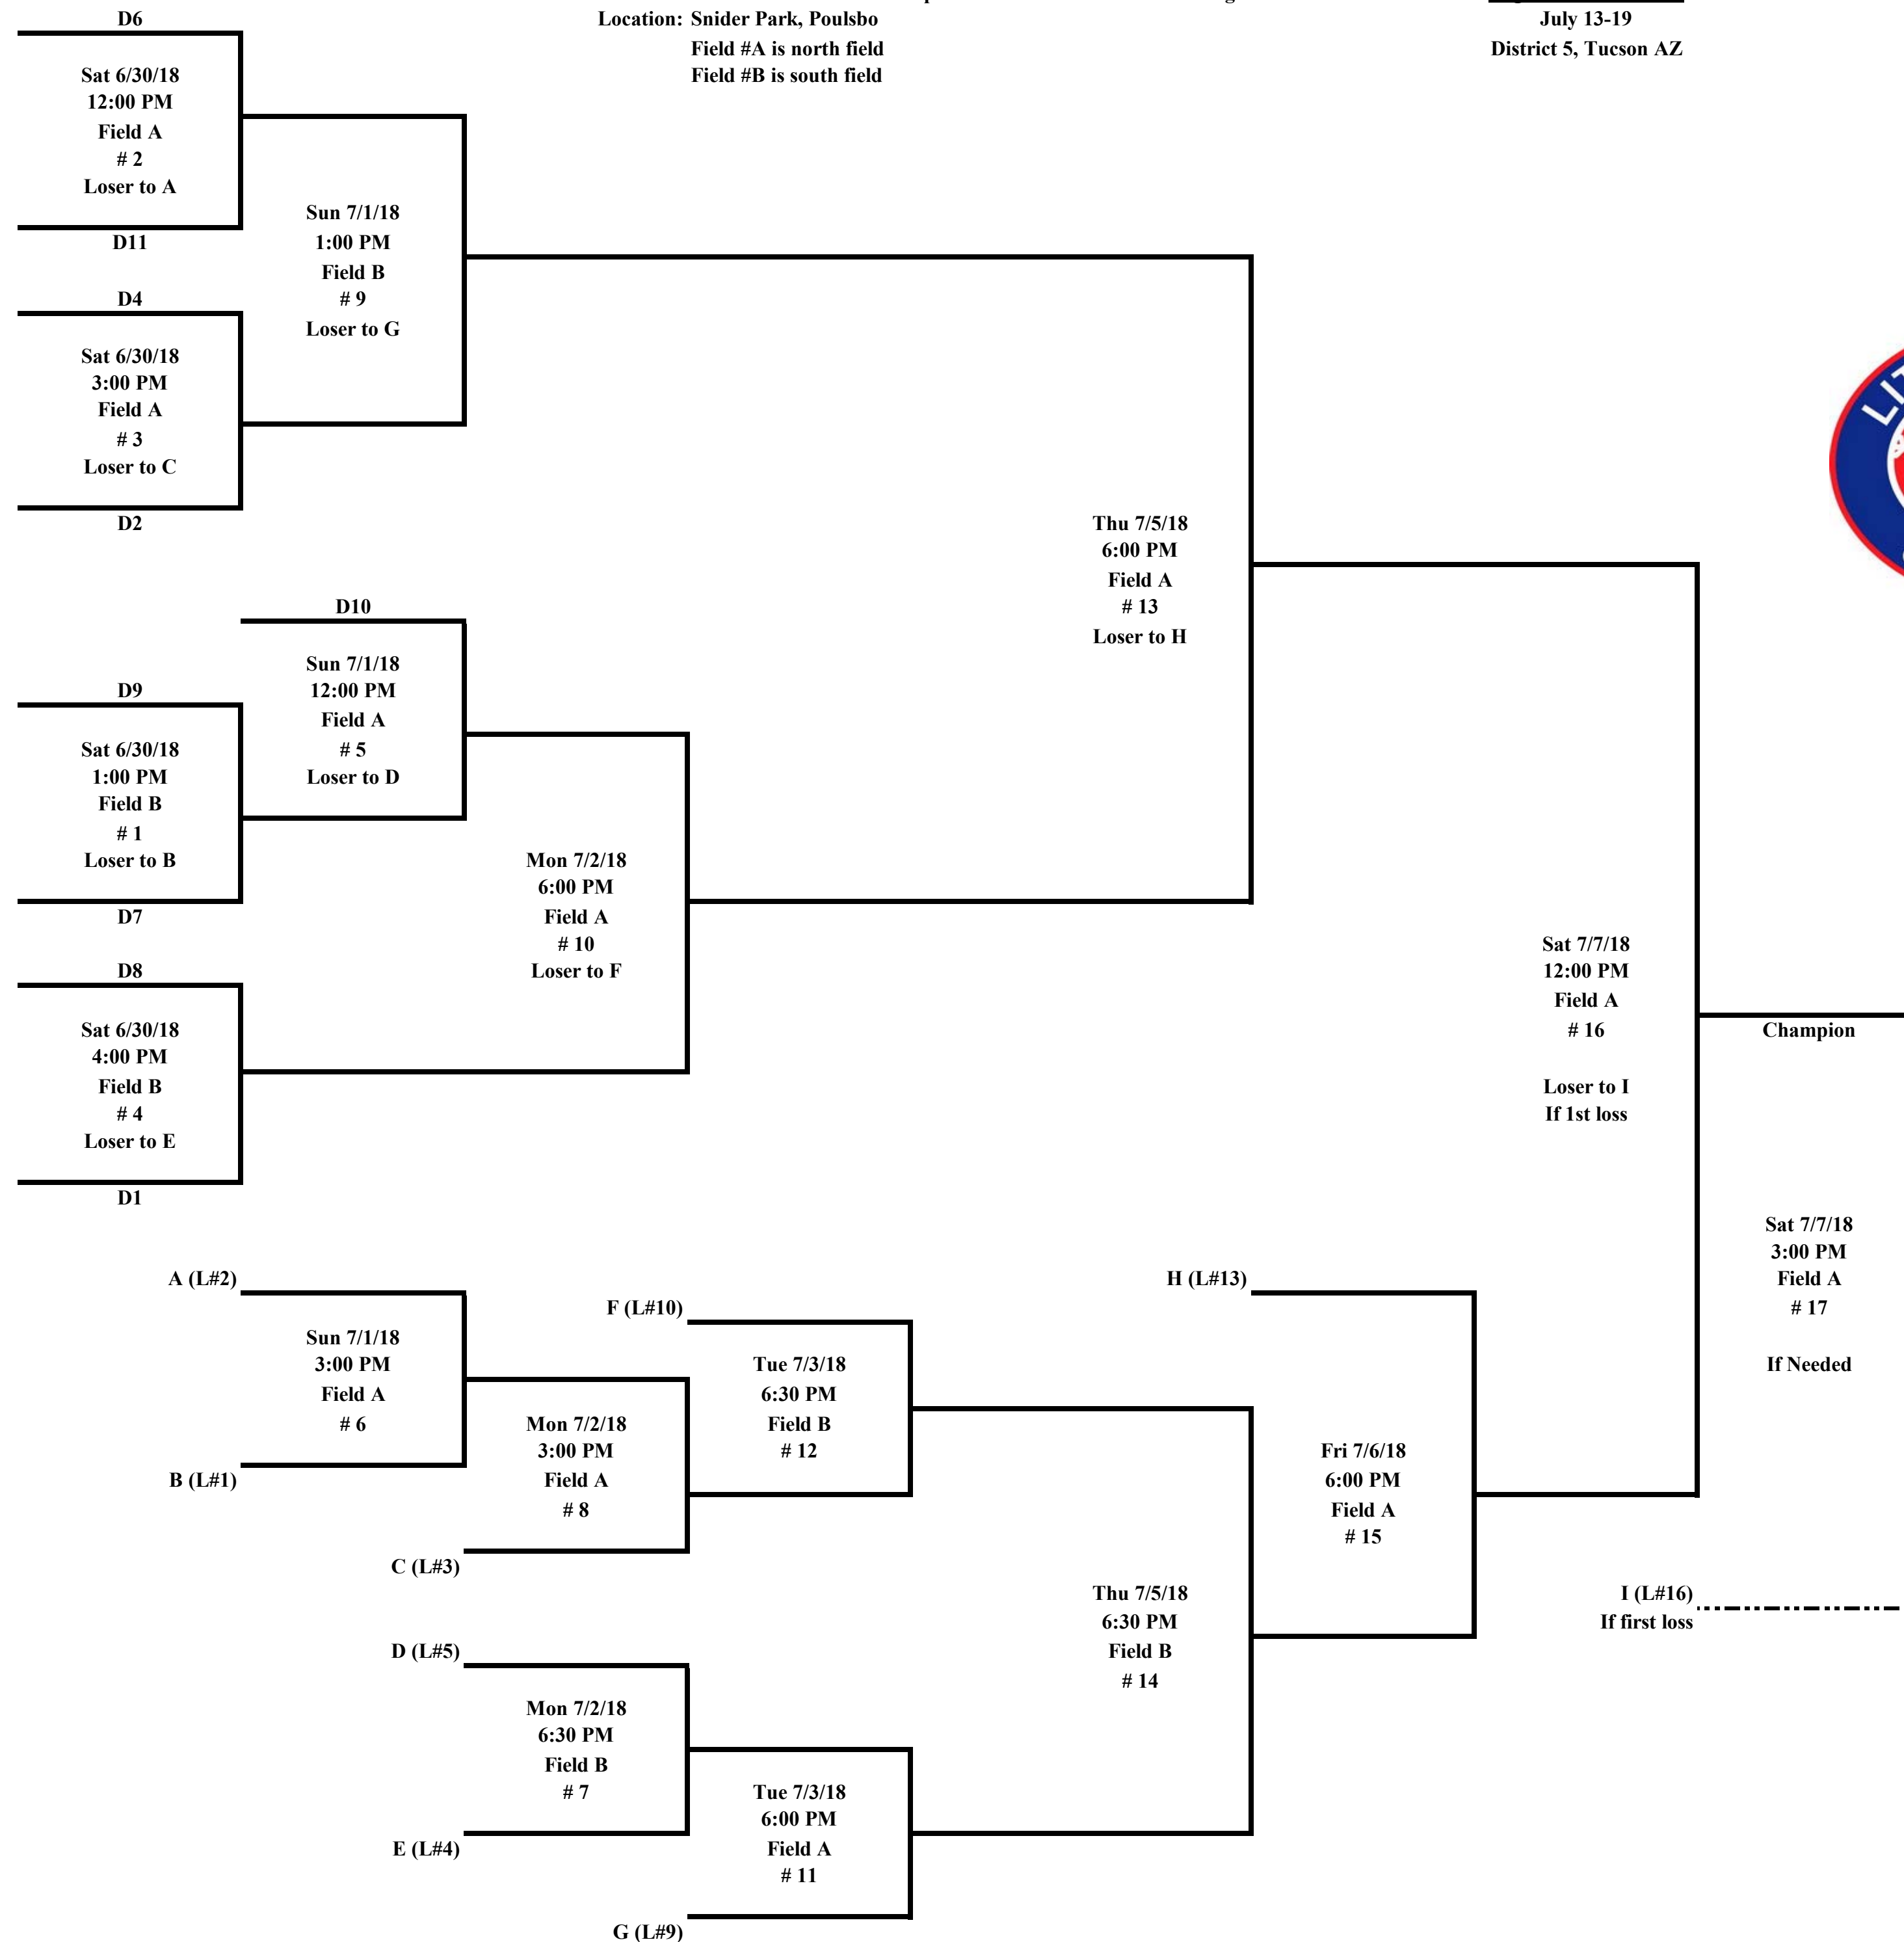 D6
Location: Snider Park, Poulsbo
July 13-19
Field #A is north field
District 5, Tucson AZ
Field #B is south field
Sat 6/30/18
12:00 PM
Field A
# 2
Loser to A
D11
Sun 7/1/18
1:00 PM
Field B
# 9
Loser to G
D4
Sat 6/30/18
3:00 PM
Field A
# 3
Loser to C
D2
Thu 7/5/18
6:00 PM
Field A
# 13
Loser to H
D10
Sun 7/1/18
12:00 PM
Field A
# 5
Loser to D
D9
Sat 6/30/18
1:00 PM
Field B
# 1
Loser to B
D7
Mon 7/2/18
6:00 PM
Field A
# 10
Loser to F
D8
Sat 6/30/18
4:00 PM
Field B
# 4
Loser to E
D1
Sat 7/7/18
12:00 PM
Field A
# 16
Loser to I
If 1st loss
Champion
Sat 7/7/18
3:00 PM
Field A
# 17
If Needed
A (L#2)
Sun 7/1/18
3:00 PM
Field A
# 6
B (L#1)
Mon 7/2/18
3:00 PM
Field A
# 8
C (L#3)
F (L#10)
Tue 7/3/18
6:30 PM
Field B
# 12
H (L#13)
Fri 7/6/18
6:00 PM
Field A
# 15
Thu 7/5/18
6:30 PM
Field B
# 14
I (L#16)
If first loss
D (L#5)
Mon 7/2/18
6:30 PM
Field B
# 7
E (L#4)
Tue 7/3/18
6:00 PM
Field A
# 11
G (L#9)